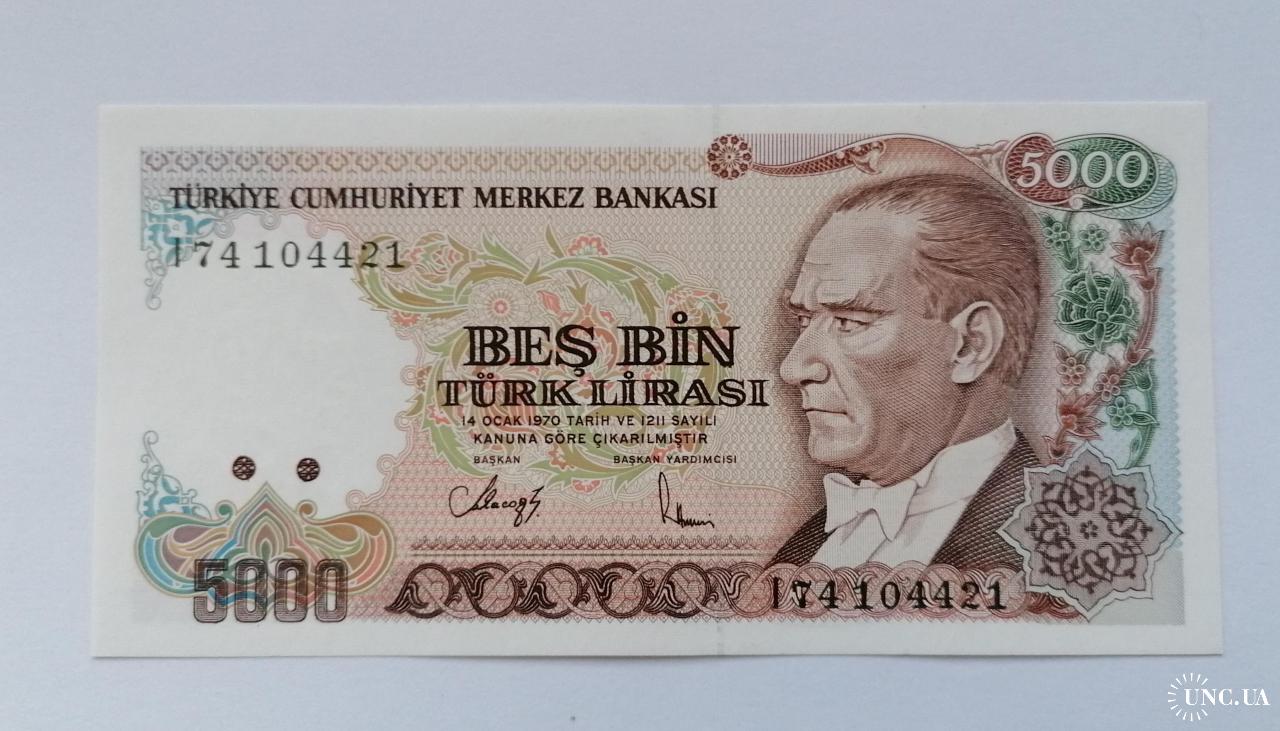 TÜRKİYE CUMHURİYET MERKEZ BANKASI
5000
I74 104421
BEŞ BİN
TÜRK LİRASI
14 OCAK 1970 TARİH VE 1211 SAYILI
KANUNA GÖRE ÇIKARILMIŞTIR
BAŞKAN BAŞKAN YARDIMCISI
5000
I74 104421
UNC.UA